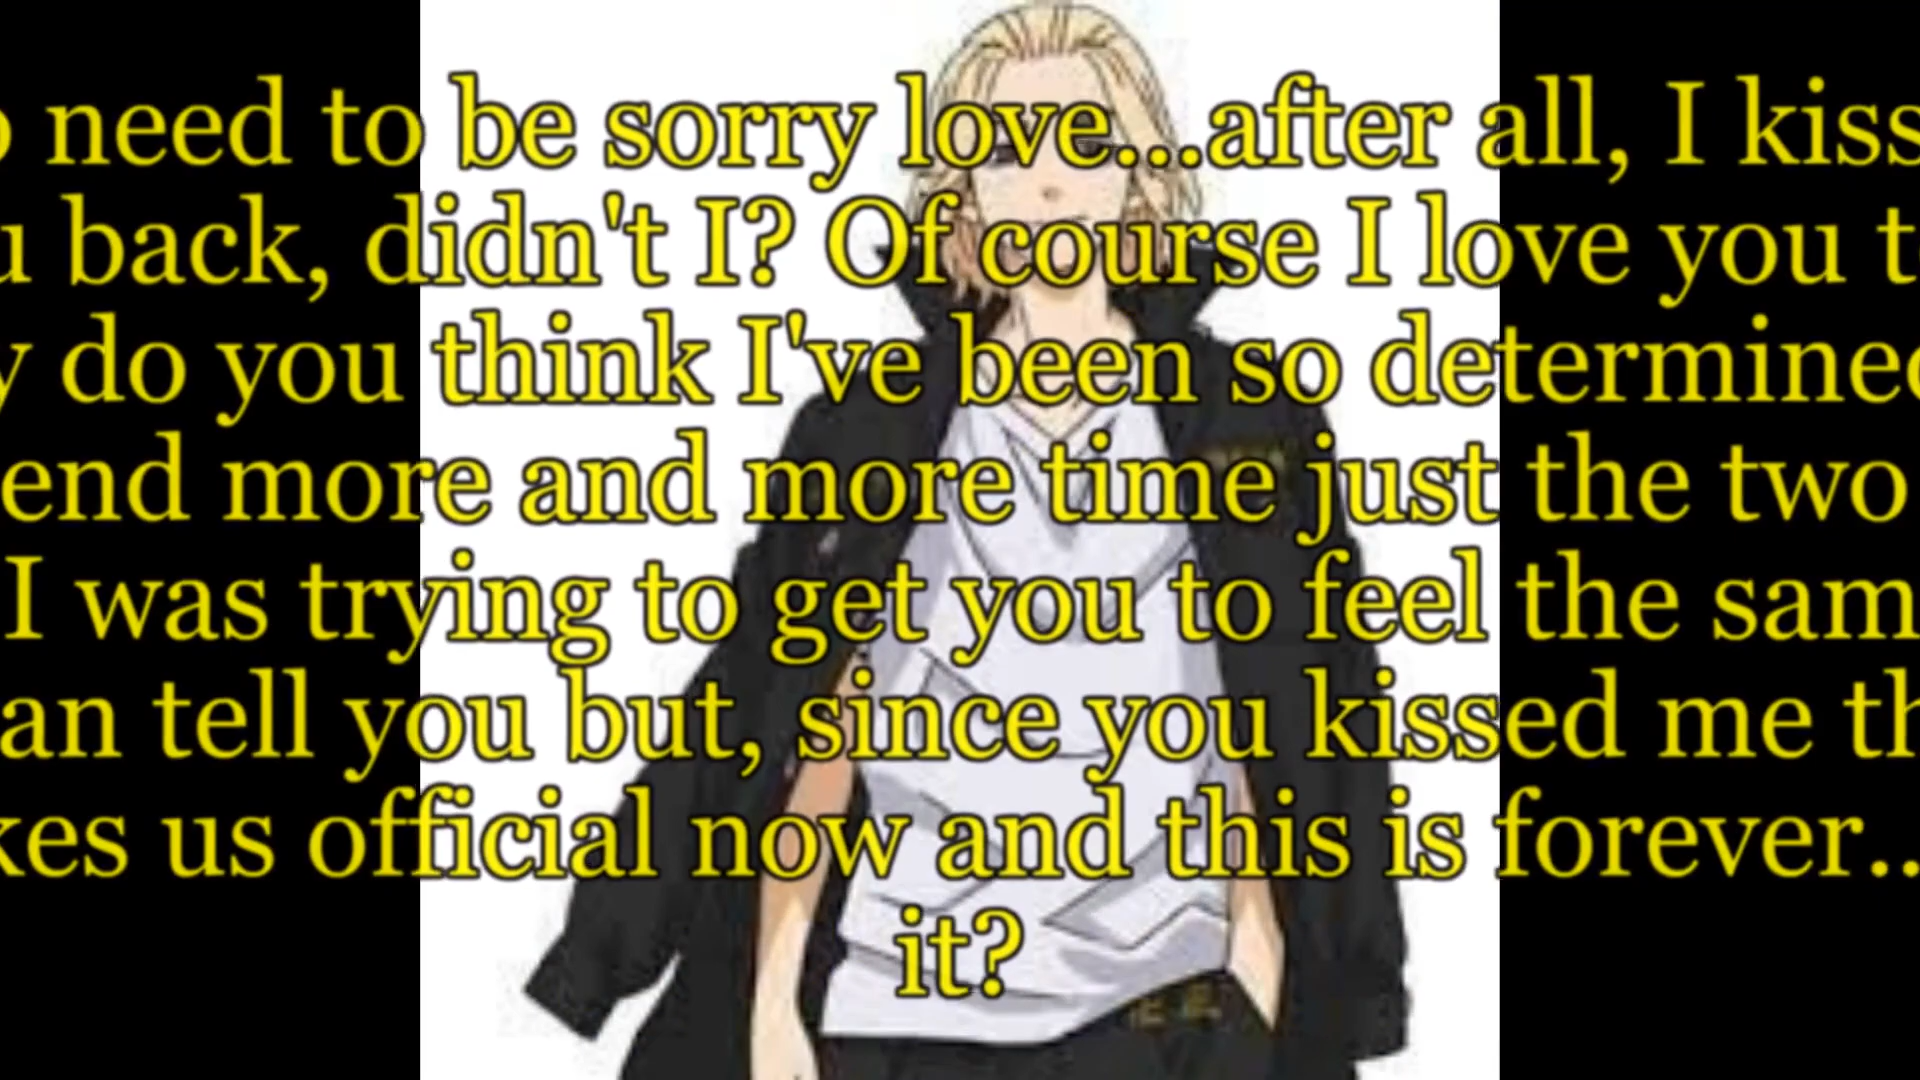 need to be sorry love...after all, I kiss
back, didn't I? Of course I love you
do you think I've been so determined
end more and more time just the two
I was trying to get you to feel the sam
an tell you but, since you kissed me th
kes us official now and this is forever..
it?